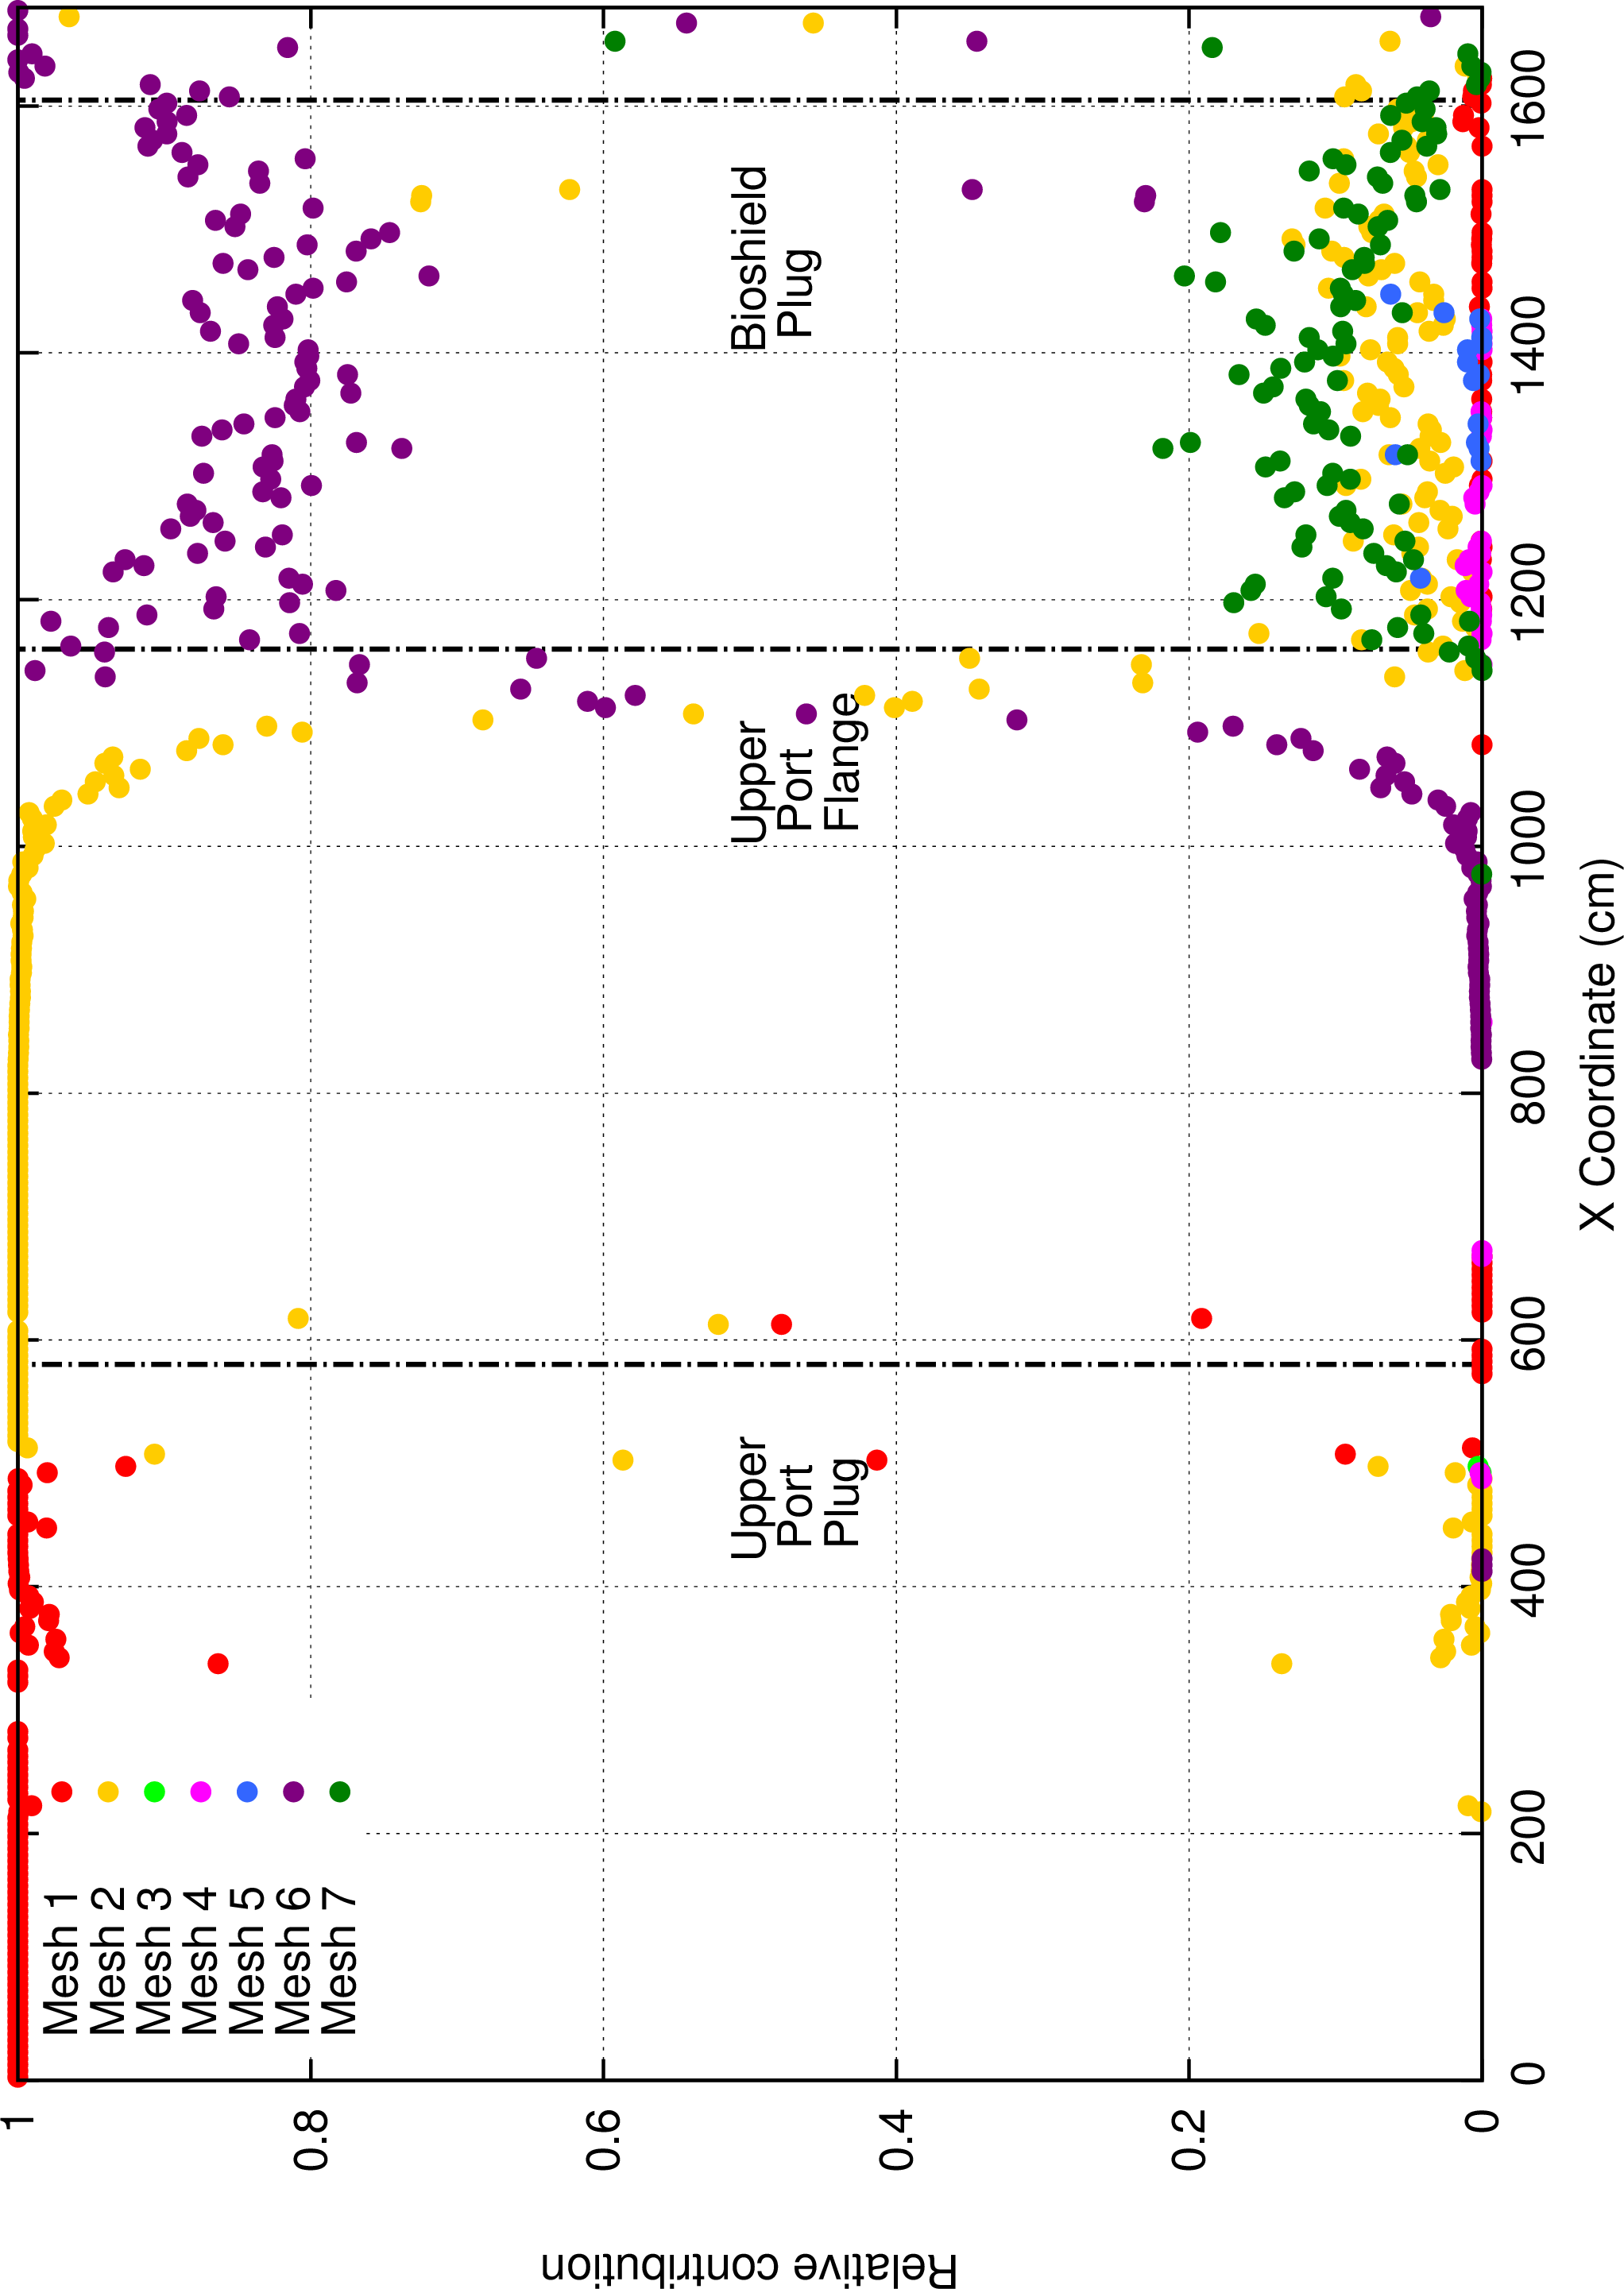 Relative contribution
1
0.8
0.6
0.4
0.2
0
0
200
400
600
800
1000
1200
1400
1600
X Coordinate (cm)
Mesh 1
Mesh 2
Mesh 3
Mesh 4
Mesh 5
Mesh 6
Mesh 7
Upper
Port
Plug
Upper
Port
Flange
Bioshield
Plug